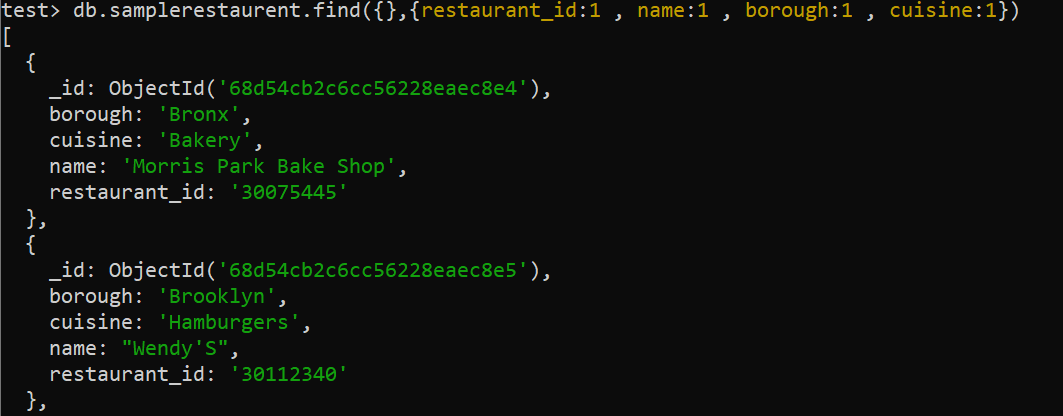 test> db.samplerestaurent.find({},{restaurant_id:1 , name:1 , borough:1 , cuisine:1})
[
  {
    _id: ObjectId('68d54cb2c6cc56228eaec8e4'),
    borough: 'Bronx',
    cuisine: 'Bakery',
    name: 'Morris Park Bake Shop',
    restaurant_id: '30075445'
  },
  {
    _id: ObjectId('68d54cb2c6cc56228eaec8e5'),
    borough: 'Brooklyn',
    cuisine: 'Hamburgers',
    name: "Wendy'S",
    restaurant_id: '30112340'
  },